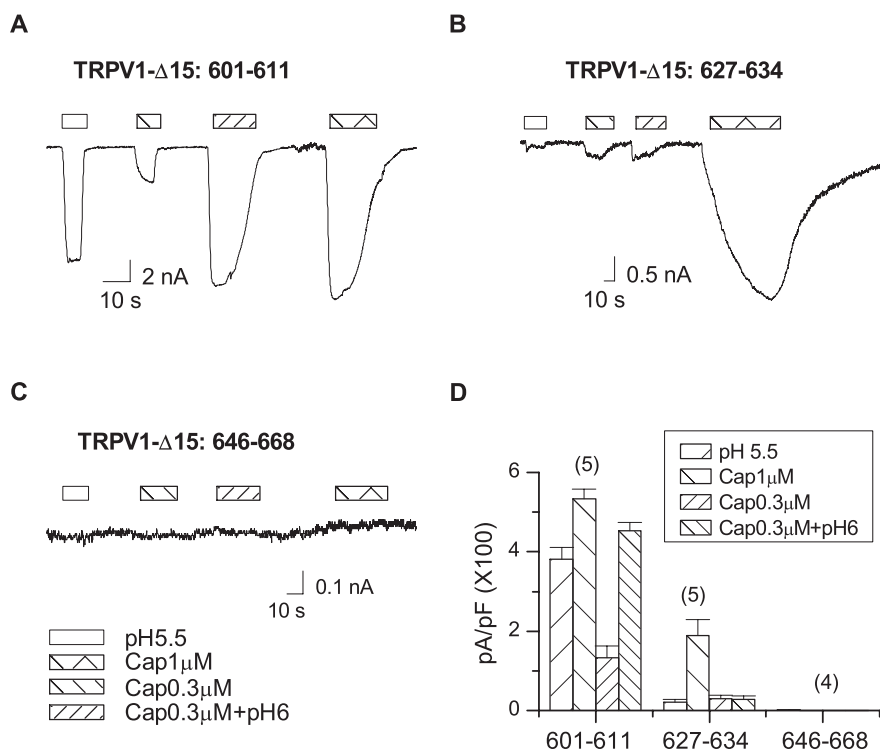 A
TRPV1-Δ15: 601-611
2 nA
10 s
B
TRPV1-Δ15: 627-634
0.5 nA
10 s
C
TRPV1-Δ15: 646-668
0.1 nA
10 s
pH5.5
Cap1μM
Cap0.3μM
Cap0.3μM+pH6
D
pH 5.5
Cap1μM
Cap0.3μM
Cap0.3μM+pH6
pA/pF (X100)
6
4
2
0
(5)
(5)
(4)
601-611
627-634
646-668